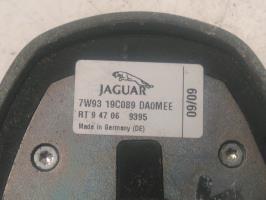 JAGUAR
7W93 19C089 DA0MEE
RT 9 47 06 9395
Made in Germany (DE)
09/09